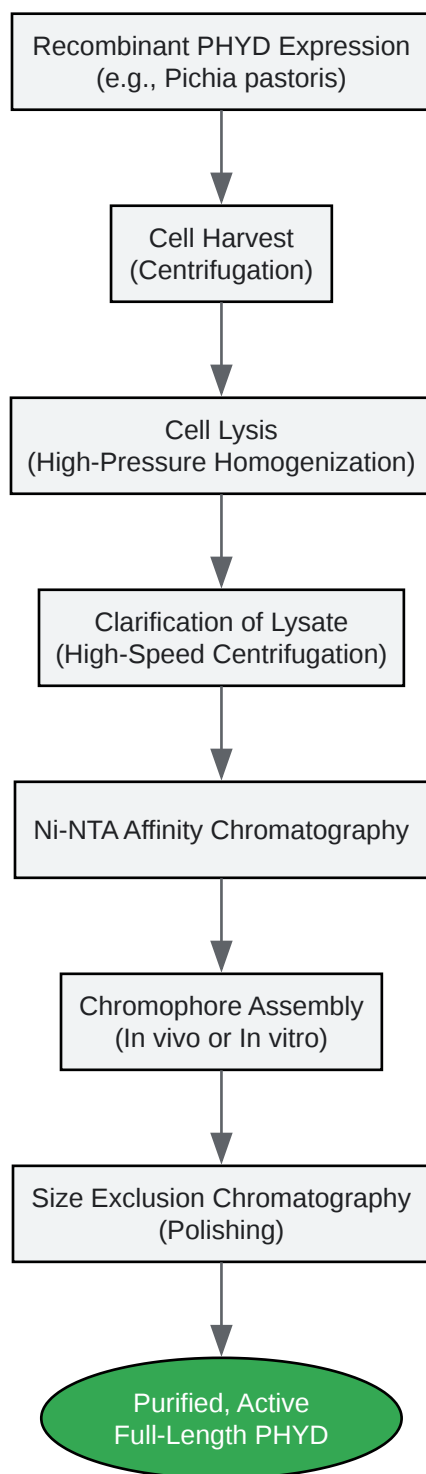 Recombinant PHYD Expression
(e.g., Pichia pastoris)
Cell Harvest
(Centrifugation)
Cell Lysis
(High-Pressure Homogenization)
Clarification of Lysate
(High-Speed Centrifugation)
Ni-NTA Affinity Chromatography
Chromophore Assembly
(In vivo or In vitro)
Size Exclusion Chromatography
(Polishing)
Purified, Active
Full-Length PHYD